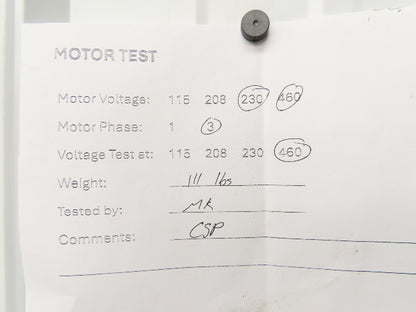 MOTOR TEST
Motor Voltage: 115 208 230 460
Motor Phase: 1 3
Voltage Test at: 115 208 230 460
Weight: 111 lbs
Tested by: MK
Comments: CSP